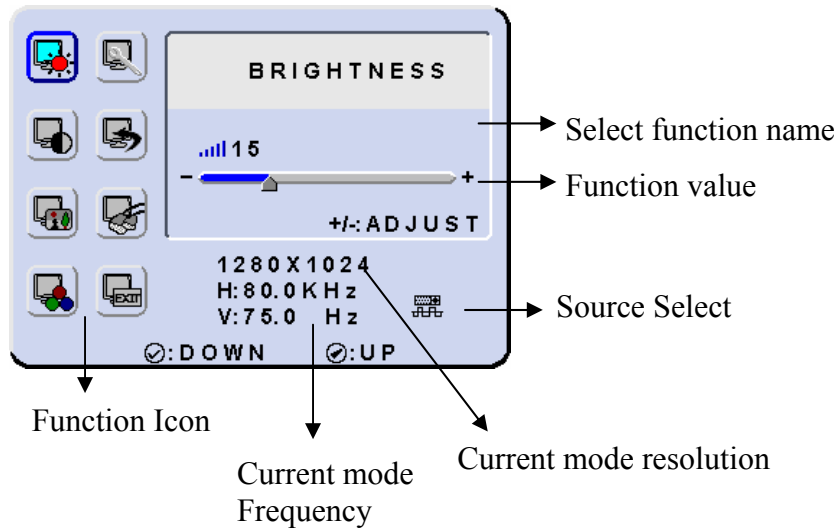 BRIGHTNESS
15
- +
+/-:ADJUST
1280X1024
H:80.0KHz
V:75.0 Hz
EXIT
:DOWN :UP
Select function name
Function value
Source Select
Function Icon
Current mode
Frequency
Current mode resolution